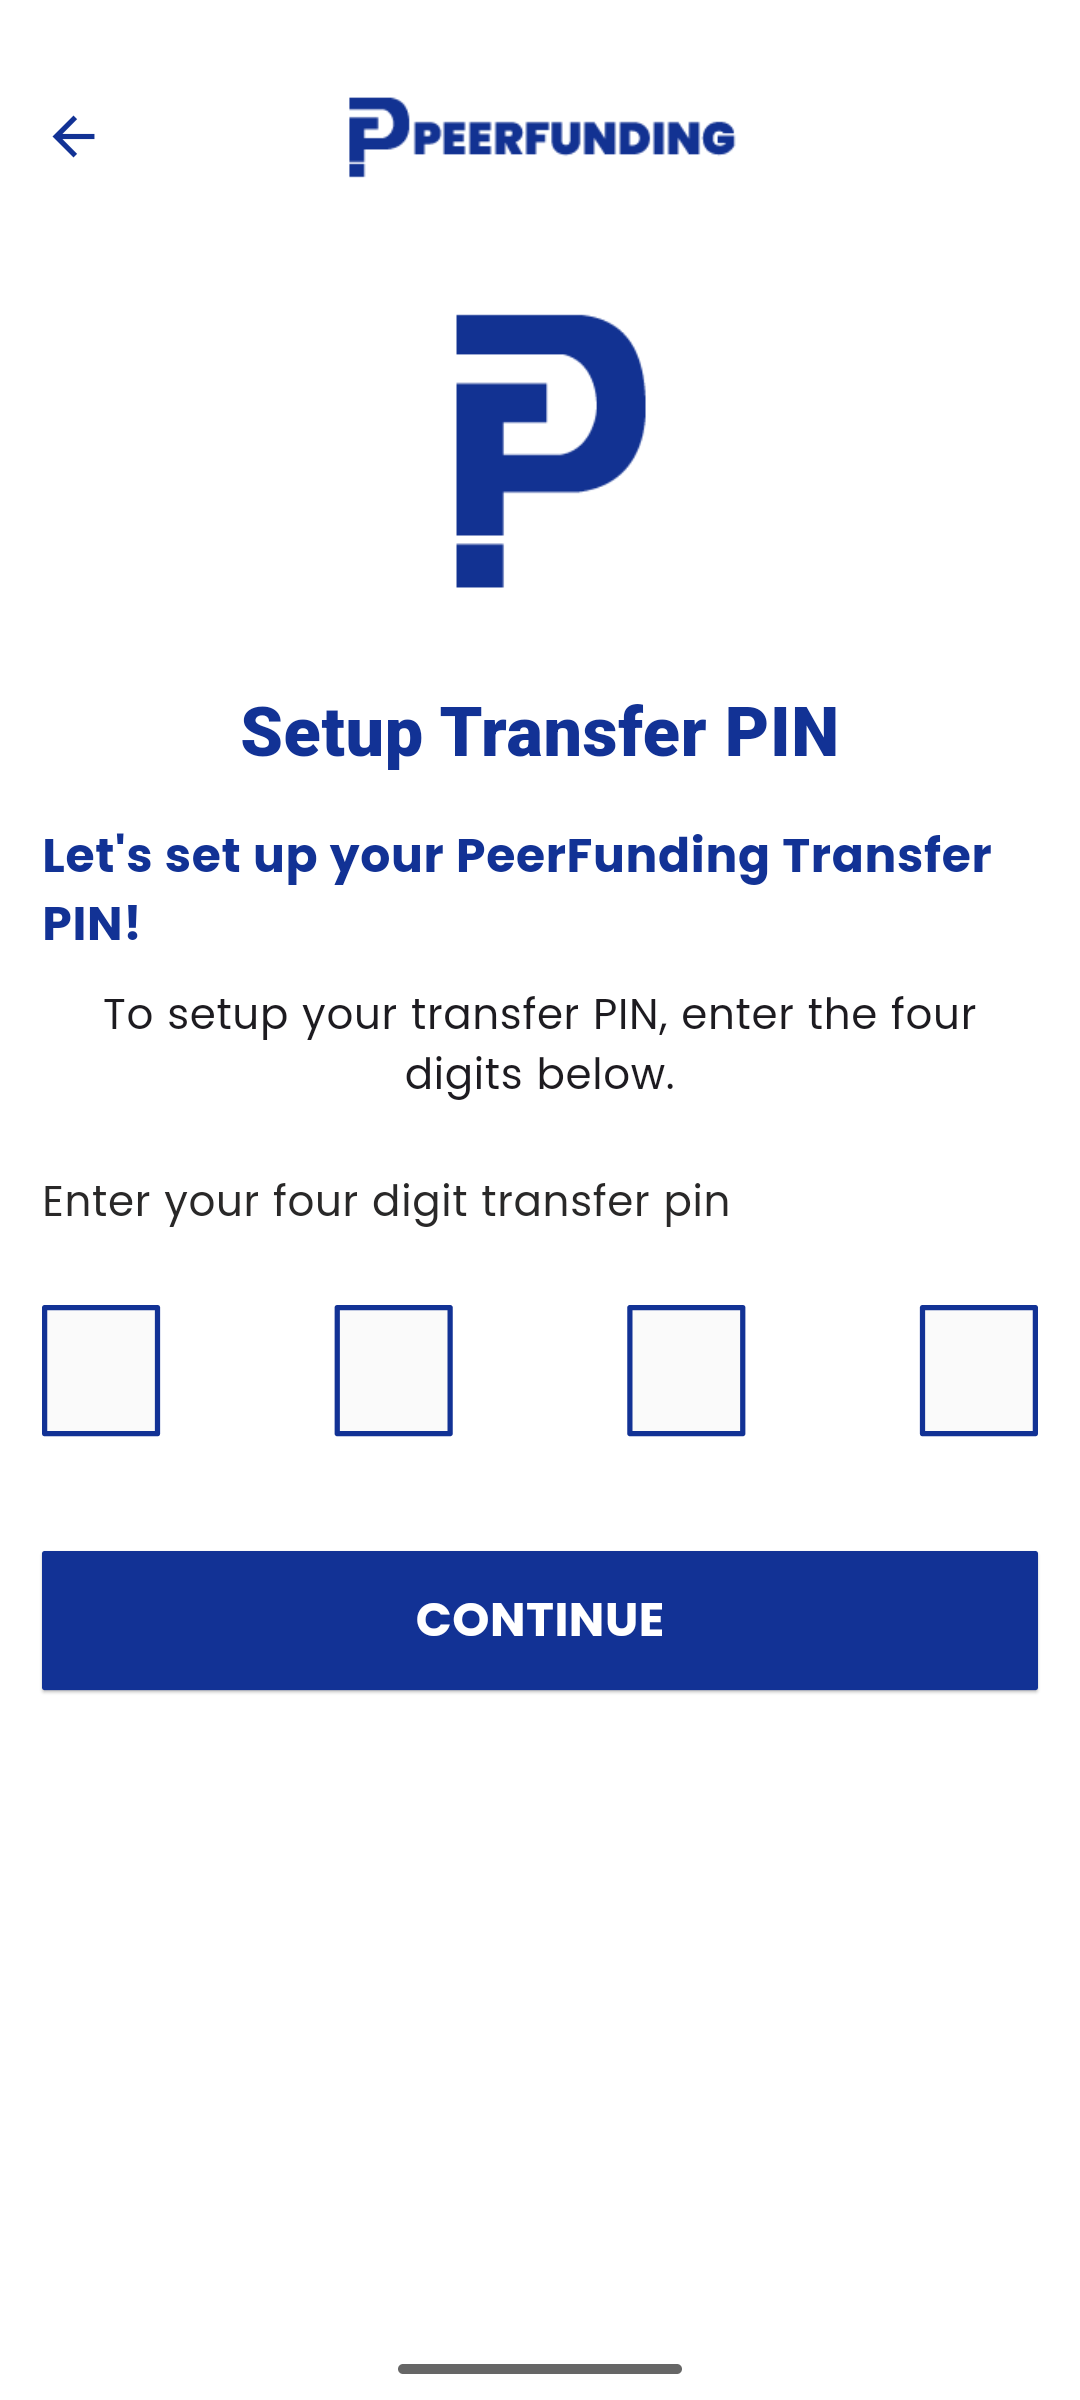 PEERFUNDING
Setup Transfer PIN
Let's set up your PeerFunding Transfer
PIN!
To setup your transfer PIN, enter the four
digits below.
Enter your four digit transfer pin
CONTINUE